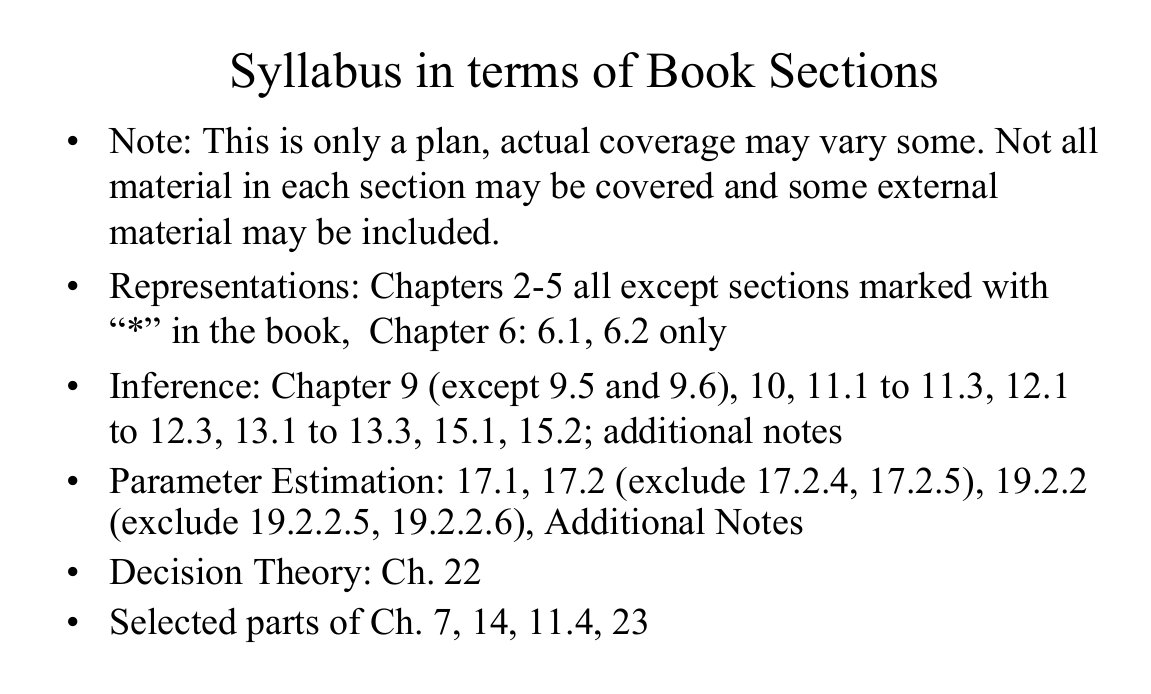 Syllabus in terms of Book Sections
• Note: This is only a plan, actual coverage may vary some. Not all
material in each section may be covered and some external
material may be included.
• Representations: Chapters 2-5 all except sections marked with
“*” in the book,  Chapter 6: 6.1, 6.2 only
• Inference: Chapter 9 (except 9.5 and 9.6), 10, 11.1 to 11.3, 12.1
to 12.3, 13.1 to 13.3, 15.1, 15.2; additional notes
• Parameter Estimation: 17.1, 17.2 (exclude 17.2.4, 17.2.5), 19.2.2
(exclude 19.2.2.5, 19.2.2.6), Additional Notes
• Decision Theory: Ch. 22
• Selected parts of Ch. 7, 14, 11.4, 23